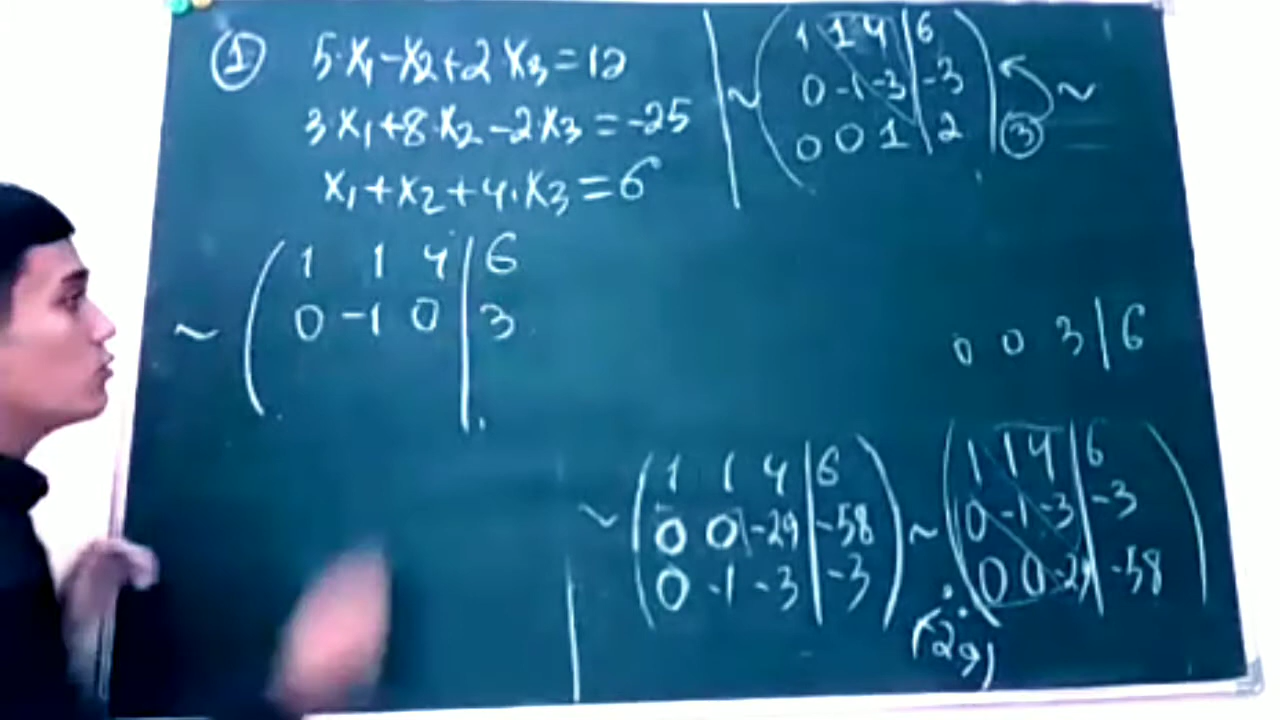 ① 5·x₁-x₂+2·x₃=12
3·x₁+8·x₂-2·x₃=-25
x₁+x₂+4·x₃=6
~ ( 1 1 4 | 6
0 -1 0 | 3
~ ( 1 1 4 | 6
0 -1 -3 | -3
0 0 1 | 2 ) ③ ~
0 0 3 | 6
~ ( 1 1 4 | 6
0 0 -29 | -58
0 -1 -3 | -3 )
~ ( 1 1 4 | 6
0 -1 -3 | -3
0 0 -29 | -58 )